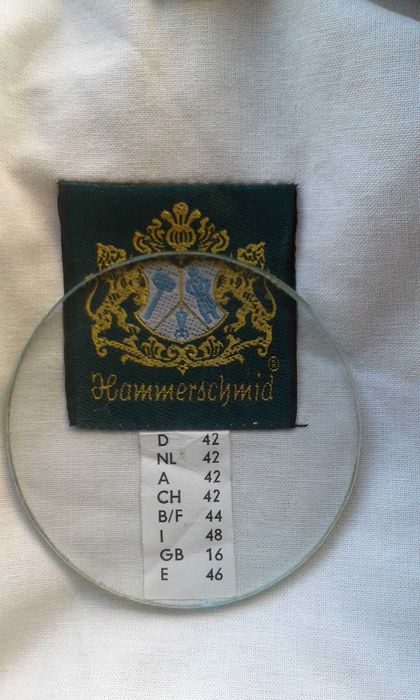 Hammerschmid ®
D 42
NL 42
A 42
CH 42
B/F 44
I 48
GB 16
E 46